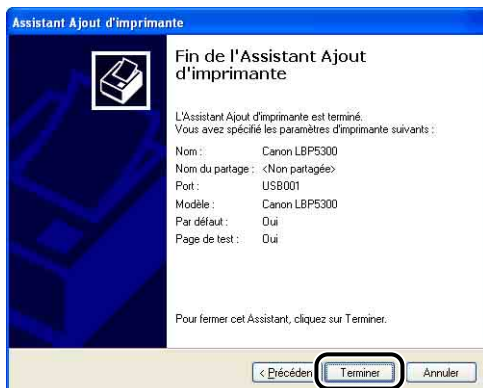 Assistant Ajout d'imprimante
Fin de l'Assistant Ajout
d'imprimante
L'Assistant Ajout d'imprimante est terminé.
Vous avez spécifié les paramètres d'imprimante suivants :
Nom : Canon LBP5300
Nom du partage : <Non partagée>
Port : USB001
Modèle : Canon LBP5300
Par défaut : Oui
Page de test : Oui
Pour fermer cet Assistant, cliquez sur Terminer.
< Précéden Terminer Annuler